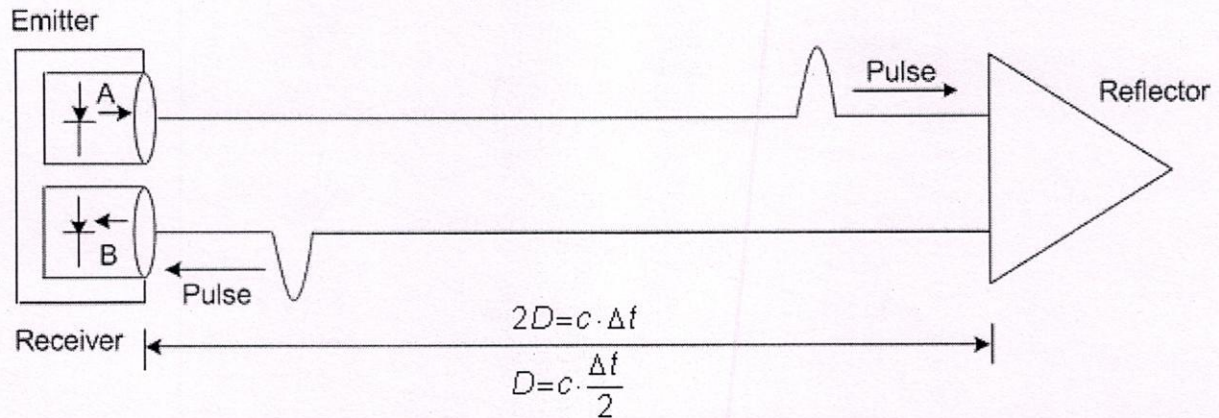 Emitter
A
Pulse
Reflector
B
Pulse
Receiver
2D=c·Δt
D=c·Δt/2